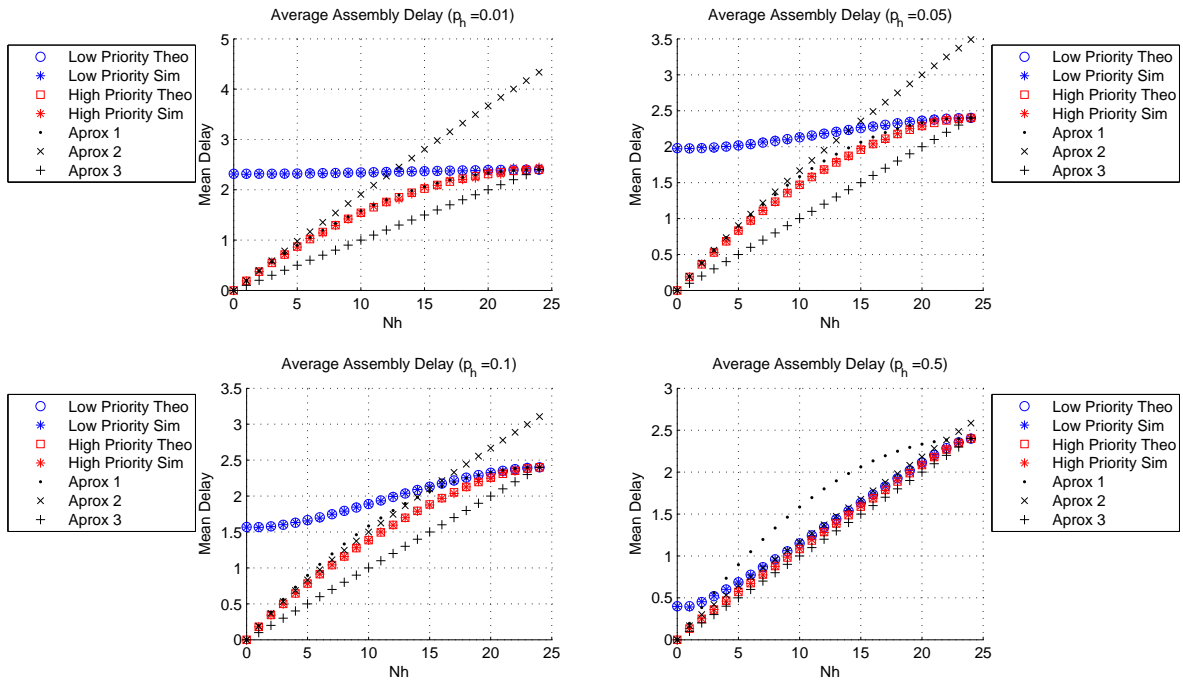 Average Assembly Delay (p_h =0.01)
Low Priority Theo
Low Priority Sim
High Priority Theo
High Priority Sim
Aprox 1
Aprox 2
Aprox 3
Mean Delay
5
4
3
2
1
0
0 5 10 15 20 25
Nh
Average Assembly Delay (p_h =0.05)
Mean Delay
3.5
3
2.5
2
1.5
1
0.5
0
0 5 10 15 20 25
Nh
Low Priority Theo
Low Priority Sim
High Priority Theo
High Priority Sim
Aprox 1
Aprox 2
Aprox 3
Average Assembly Delay (p_h =0.1)
Low Priority Theo
Low Priority Sim
High Priority Theo
High Priority Sim
Aprox 1
Aprox 2
Aprox 3
Mean Delay
3.5
3
2.5
2
1.5
1
0.5
0
0 5 10 15 20 25
Nh
Average Assembly Delay (p_h =0.5)
Mean Delay
3
2.5
2
1.5
1
0.5
0
0 5 10 15 20 25
Nh
Low Priority Theo
Low Priority Sim
High Priority Theo
High Priority Sim
Aprox 1
Aprox 2
Aprox 3